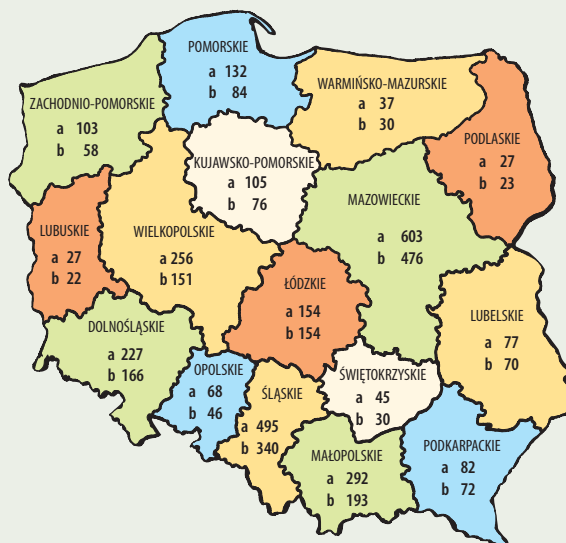 POMORSKIE
a 132
b 84
WARMIŃSKO-MAZURSKIE
a 37
b 30
ZACHODNIO-POMORSKIE
a 103
b 58
PODLASKIE
a 27
b 23
KUJAWSKO-POMORSKIE
a 105
b 76
MAZOWIECKIE
a 603
b 476
LUBUSKIE
a 27
b 22
WIELKOPOLSKIE
a 256
b 151
ŁÓDZKIE
a 154
b 154
LUBELSKIE
a 77
b 70
DOLNOŚLĄSKIE
a 227
b 166
OPOLSKIE
a 68
b 46
ŚLĄSKIE
a 495
b 340
ŚWIĘTOKRZYSKIE
a 45
b 30
MAŁOPOLSKIE
a 292
b 193
PODKARPACKIE
a 82
b 72